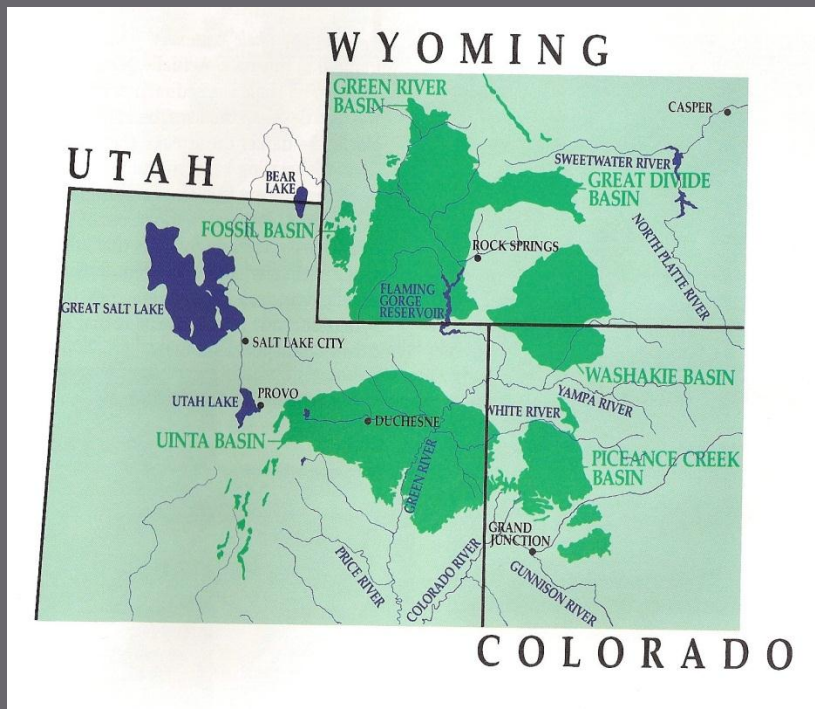 WYOMING
GREEN RIVER
BASIN
CASPER
UTAH
BEAR
LAKE
SWEETWATER RIVER
GREAT DIVIDE
BASIN
FOSSIL BASIN
NORTH PLATTE RIVER
ROCK SPRINGS
GREAT SALT LAKE
FLAMING
GORGE
RESERVOIR
SALT LAKE CITY
WASHAKIE BASIN
UTAH LAKE
PROVO
YAMPA RIVER
WHITE RIVER
DUCHESNE
UINTA BASIN
GREEN RIVER
PICEANCE CREEK
BASIN
GRAND
JUNCTION
PRICE RIVER
COLORADO RIVER
GUNNISON RIVER
COLORADO